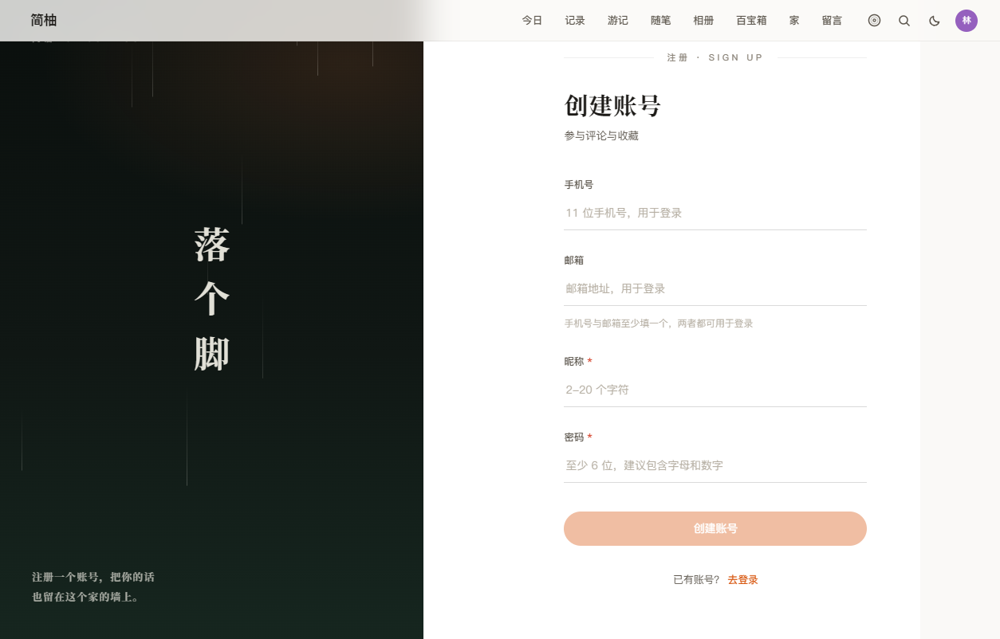 简柚
今日 记录 游记 随笔 相册 百宝箱 家 留言 林
落
个
脚
注册一个账号，把你的话
也留在这个家的墙上。
注册 · SIGN UP
创建账号
参与评论与收藏
手机号
11 位手机号，用于登录
邮箱
邮箱地址，用于登录
手机号与邮箱至少填一个，两者都可用于登录
昵称 *
2–20 个字符
密码 *
至少 6 位，建议包含字母和数字
创建账号
已有账号？ 去登录